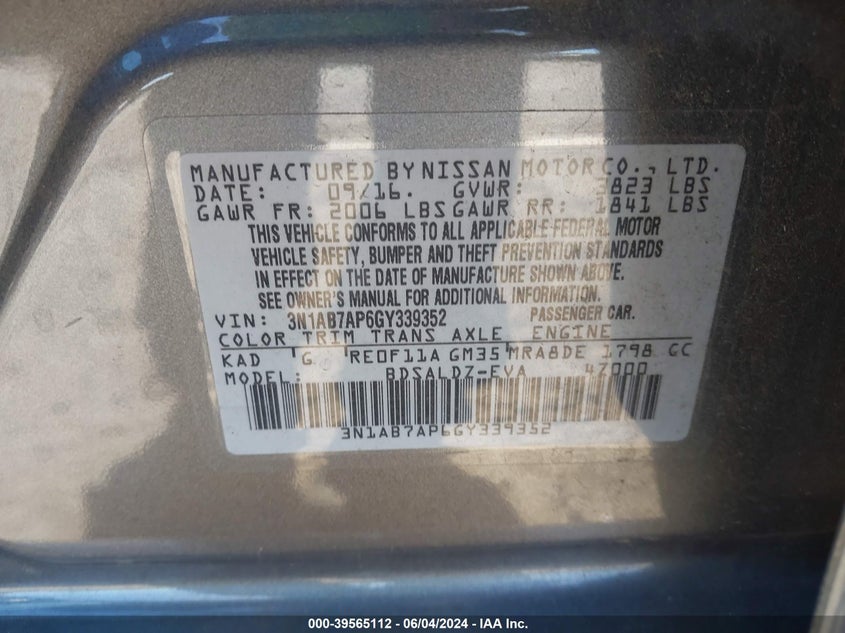 MANUFACTURED BY NISSAN MOTOR CO., LTD.
DATE: 09/16. GVWR: 3823 LBS
GAWR FR: 2006 LBS GAWR RR: 1841 LBS
THIS VEHICLE CONFORMS TO ALL APPLICABLE FEDERAL MOTOR
VEHICLE SAFETY, BUMPER AND THEFT PREVENTION STANDARDS
IN EFFECT ON THE DATE OF MANUFACTURE SHOWN ABOVE.
SEE OWNER'S MANUAL FOR ADDITIONAL INFORMATION.
VIN: 3N1AB7AP6GY339352 PASSENGER CAR.
COLOR TRIM TRANS AXLE ENGINE
KAD G RE0F11A GM35 MRA8DE 1798 CC
MODEL: BDSALDZ-EVA 47000
3N1AB7AP6GY339352
000-39565112 - 06/04/2024 - IAA Inc.